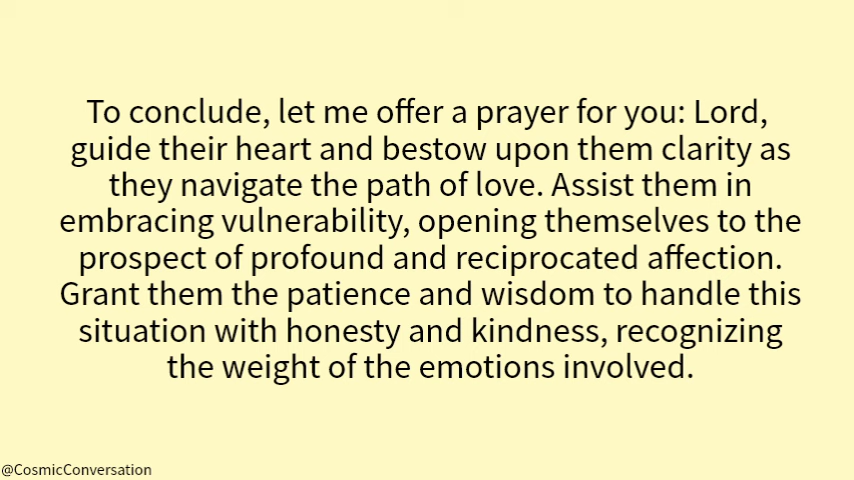 To conclude, let me offer a prayer for you: Lord,
guide their heart and bestow upon them clarity as
they navigate the path of love. Assist them in
embracing vulnerability, opening themselves to the
prospect of profound and reciprocated affection.
Grant them the patience and wisdom to handle this
situation with honesty and kindness, recognizing
the weight of the emotions involved.
@CosmicConversation